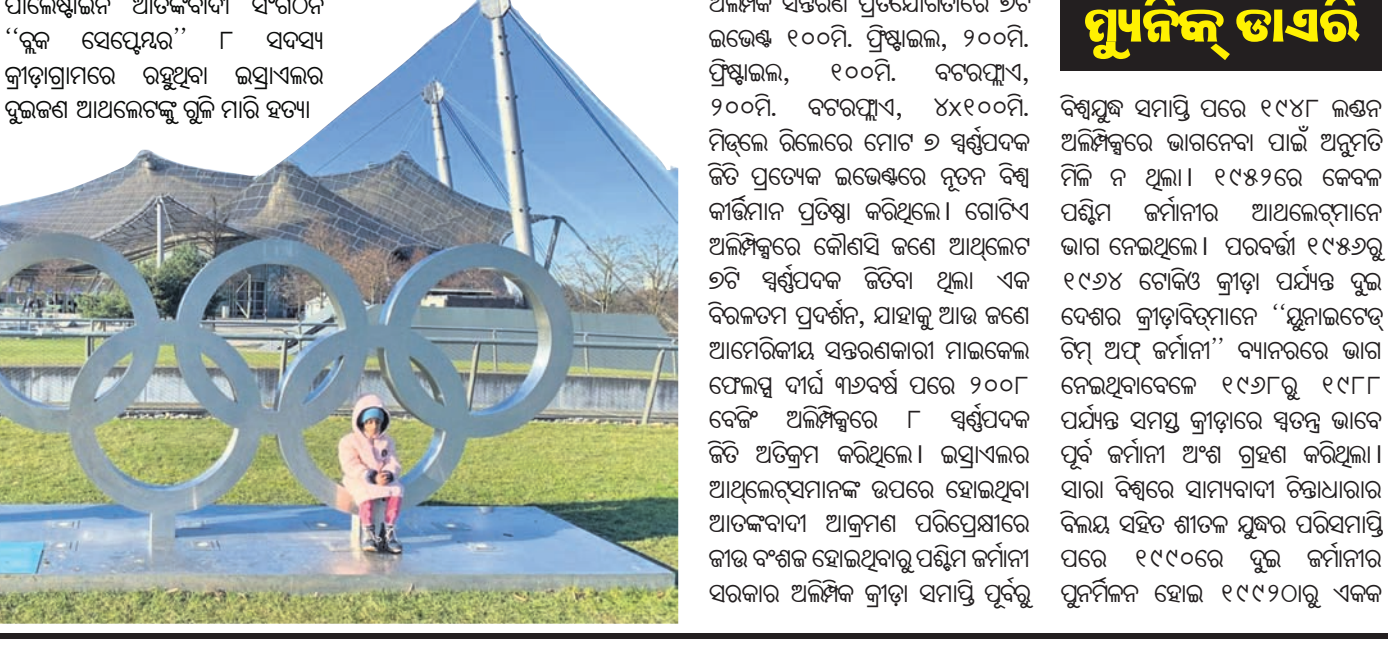 ପାଲେଷ୍ଟାଇନ ଆତଙ୍କବାଦୀ ସଂଗଠନ
‘‘ବ୍ଲକ ସେପ୍ଟେମ୍ବର’’ ୮ ସଦସ୍ୟ
କ୍ରୀଡ଼ାଗ୍ରାମରେ ରହୁଥିବା ଇସ୍ରାଏଲର
ଦୁଇଜଣ ଆଥଲେଟଙ୍କୁ ଗୁଳି ମାରି ହତ୍ୟା
ଅଲିମ୍ପିକ ସନ୍ତରଣ ପ୍ରତିଯୋଗିତାରେ ୭ଟି
ଇଭେଣ୍ଟ ୧୦୦ମି. ଫ୍ରିଷ୍ଟାଇଲ, ୨୦୦ମି.
ଫ୍ରିଷ୍ଟାଇଲ, ୧୦୦ମି. ବଟରଫ୍ଲାଏ,
୨୦୦ମି. ବଟରଫ୍ଲାଏ, ୪x୧୦୦ମି.
ମିଡ୍‌ଲେ ରିଲେରେ ମୋଟ ୭ ସ୍ୱର୍ଣ୍ଣପଦକ
ଜିତି ପ୍ରତ୍ୟେକ ଇଭେଣ୍ଟରେ ନୂତନ ବିଶ୍ୱ
କୀର୍ତ୍ତିମାନ ପ୍ରତିଷ୍ଠା କରିଥିଲେ। ଗୋଟିଏ
ଅଲିମ୍ପିକ୍ସରେ କୌଣସି ଜଣେ ଆଥ୍‌ଲେଟ
୭ଟି ସ୍ୱର୍ଣ୍ଣପଦକ ଜିତିବା ଥିଲା ଏକ
ବିରଳତମ ପ୍ରଦର୍ଶନ, ଯାହାକୁ ଆଉ ଜଣେ
ଆମେରିକୀୟ ସନ୍ତରଣକାରୀ ମାଇକେଲ
ଫେଲପ୍ସ ଦୀର୍ଘ ୩୬ବର୍ଷ ପରେ ୨୦୦୮
ବେଜିଂ ଅଲିମ୍ପିକ୍ସରେ ୮ ସ୍ୱର୍ଣ୍ଣପଦକ
ଜିତି ଅତିକ୍ରମ କରିଥିଲେ। ଇସ୍ରାଏଲର
ଆଥ୍‌ଲେଟ୍‌ସମାନଙ୍କ ଉପରେ ହୋଇଥିବା
ଆତଙ୍କବାଦୀ ଆକ୍ରମଣ ପରିପ୍ରେକ୍ଷୀରେ
ଜୀଉ ବଂଶଜ ହୋଇଥିବାରୁ ପଶ୍ଚିମ ଜର୍ମାନୀ
ସରକାର ଅଲିମ୍ପିକ କ୍ରୀଡ଼ା ସମାପ୍ତି ପୂର୍ବରୁ
ମ୍ୟୁନିକ୍ ଡାଏରି
ବିଶ୍ୱଯୁଦ୍ଧ ସମାପ୍ତି ପରେ ୧୯୪୮ ଲଣ୍ଡନ
ଅଲିମ୍ପିକ୍ସରେ ଭାଗନେବା ପାଇଁ ଅନୁମତି
ମିଳି ନ ଥିଲା। ୧୯୫୨ରେ କେବଳ
ପଶ୍ଚିମ ଜର୍ମାନୀର ଆଥଲେଟ୍‌ମାନେ
ଭାଗ ନେଇଥିଲେ। ପରବର୍ତ୍ତୀ ୧୯୫୬ରୁ
୧୯୬୪ ଟୋକିଓ କ୍ରୀଡ଼ା ପର୍ଯ୍ୟନ୍ତ ଦୁଇ
ଦେଶର କ୍ରୀଡ଼ାବିତ୍‌ମାନେ ‘‘ୟୁନାଇଟେଡ୍
ଟିମ୍ ଅଫ୍ ଜର୍ମାନୀ’’ ବ୍ୟାନରରେ ଭାଗ
ନେଇଥିବାବେଳେ ୧୯୬୮ରୁ ୧୯୮୮
ପର୍ଯ୍ୟନ୍ତ ସମସ୍ତ କ୍ରୀଡ଼ାରେ ସ୍ୱତନ୍ତ୍ର ଭାବେ
ପୂର୍ବ ଜର୍ମାନୀ ଅଂଶ ଗ୍ରହଣ କରିଥିଲା।
ସାରା ବିଶ୍ୱରେ ସାମ୍ୟବାଦୀ ଚିନ୍ତାଧାରାର
ବିଲୟ ସହିତ ଶୀତଳ ଯୁଦ୍ଧର ପରିସମାପ୍ତି
ପରେ ୧୯୯୦ରେ ଦୁଇ ଜର୍ମାନୀର
ପୁନର୍ମିଳନ ହୋଇ ୧୯୯୨ଠାରୁ ଏକକ